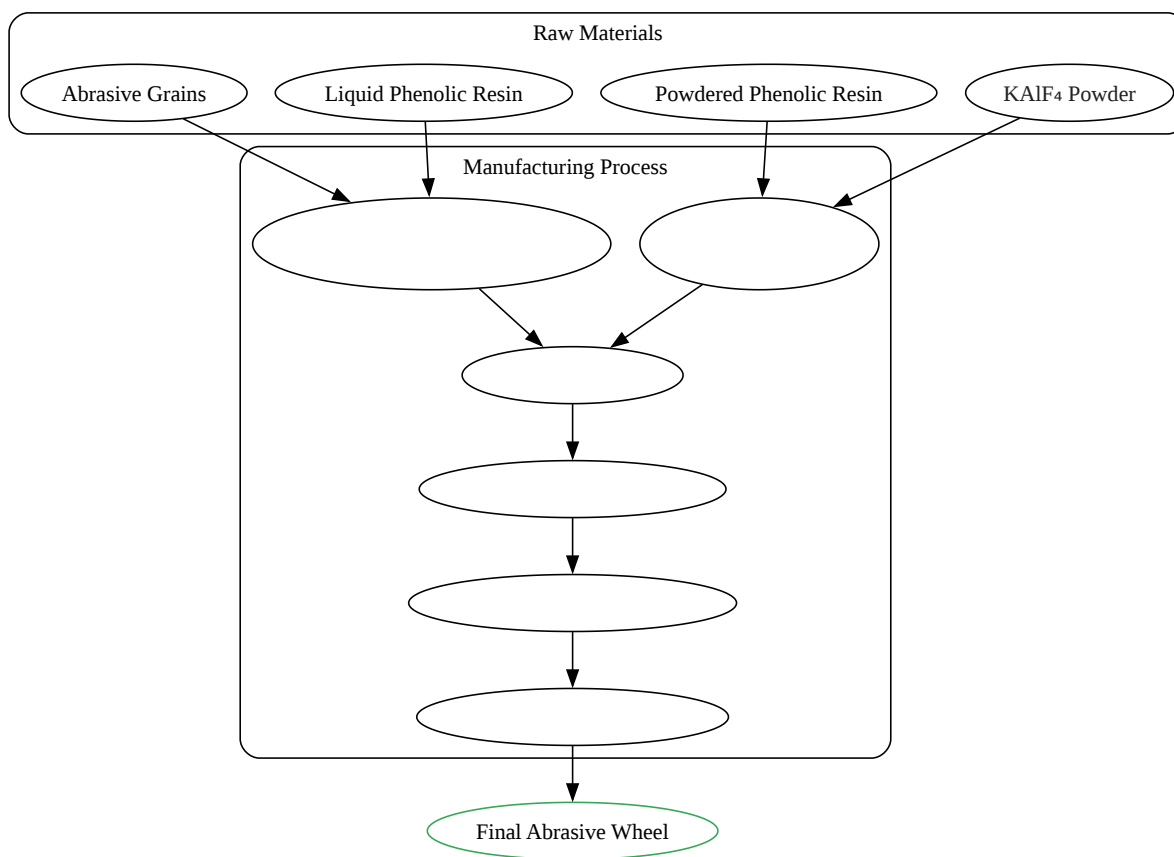 Raw Materials
Abrasive Grains
Liquid Phenolic Resin
Powdered Phenolic Resin
KAlF₄ Powder
Manufacturing Process
Final Abrasive Wheel